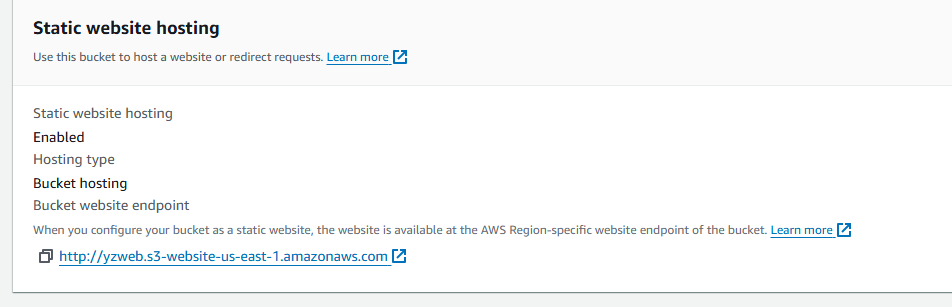 Static website hosting
Use this bucket to host a website or redirect requests. Learn more
Static website hosting
Enabled
Hosting type
Bucket hosting
Bucket website endpoint
When you configure your bucket as a static website, the website is available at the AWS Region-specific website endpoint of the bucket. Learn more
http://yzweb.s3-website-us-east-1.amazonaws.com